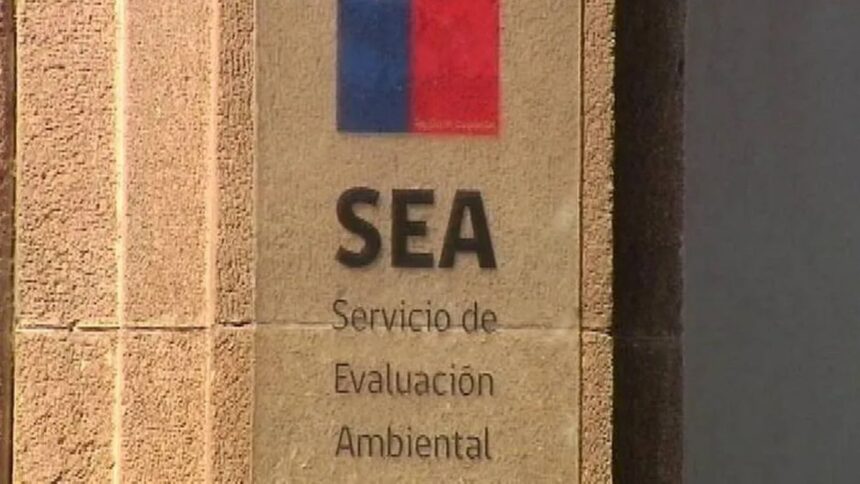 SEA
Servicio de
Evaluación
Ambiental